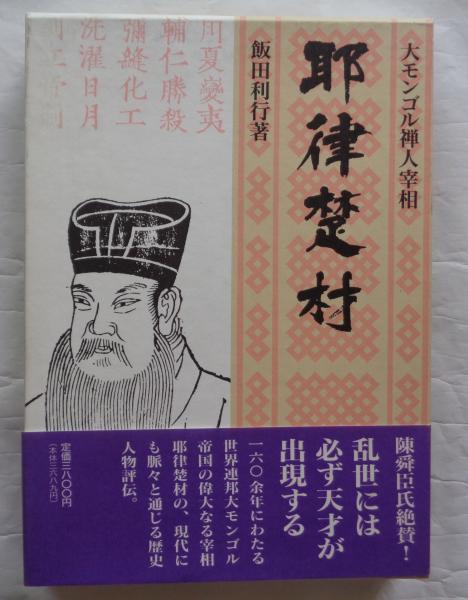 大モンゴル禅人宰相
耶律楚材
飯田利行著
用夏變夷
輔仁勝殺
彌縫化工
洗濯日月
陳舜臣氏絶賛!
乱世には
必ず天才が
出現する
一六〇余年にわたる
世界連邦大モンゴル
帝国の偉大なる宰相
耶律楚材の、現代に
も脈々と通じる歴史
人物評伝。
定価三八〇〇円
(本体三六八九円)